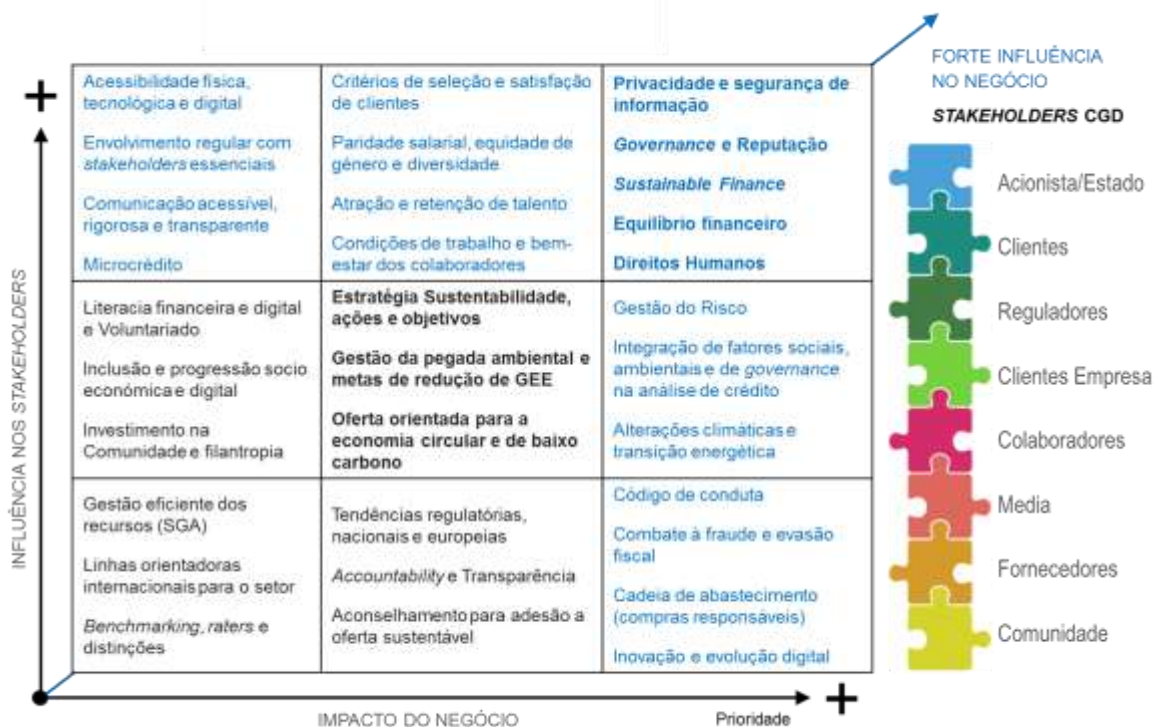 FORTE INFLUÊNCIA
NO NEGÓCIO
STAKEHOLDERS CGD
Acionista/Estado
Clientes
Reguladores
Clientes Empresa
Colaboradores
Media
Fornecedores
Comunidade
+
INFLUÊNCIA NOS STAKEHOLDERS
Acessibilidade física,
tecnológica e digital
Envolvimento regular com
stakeholders essenciais
Comunicação acessível,
rigorosa e transparente
Microcrédito
Critérios de seleção e satisfação
de clientes
Paridade salarial, equidade de
género e diversidade
Atração e retenção de talento
Condições de trabalho e bem-
estar dos colaboradores
Privacidade e segurança de
informação
Governance e Reputação
Sustainable Finance
Equilíbrio financeiro
Direitos Humanos
Literacia financeira e digital
e Voluntariado
Inclusão e progressão socio
económica e digital
Investimento na
Comunidade e filantropia
Estratégia Sustentabilidade,
ações e objetivos
Gestão da pegada ambiental e
metas de redução de GEE
Oferta orientada para a
economia circular e de baixo
carbono
Gestão do Risco
Integração de fatores sociais,
ambientais e de governance
na análise de crédito
Alterações climáticas e
transição energética
Gestão eficiente dos
recursos (SGA)
Linhas orientadoras
internacionais para o setor
Benchmarking, raters e
distinções
Tendências regulatórias,
nacionais e europeias
Accountability e Transparência
Aconselhamento para adesão a
oferta sustentável
Código de conduta
Combate à fraude e evasão
fiscal
Cadeia de abastecimento
(compras responsáveis)
Inovação e evolução digital
IMPACTO DO NEGÓCIO
Prioridade
+